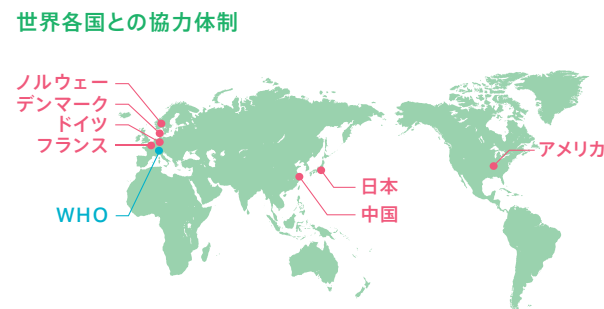 世界各国との協力体制
ノルウェー
デンマーク
ドイツ
フランス
WHO
アメリカ
日本
中国